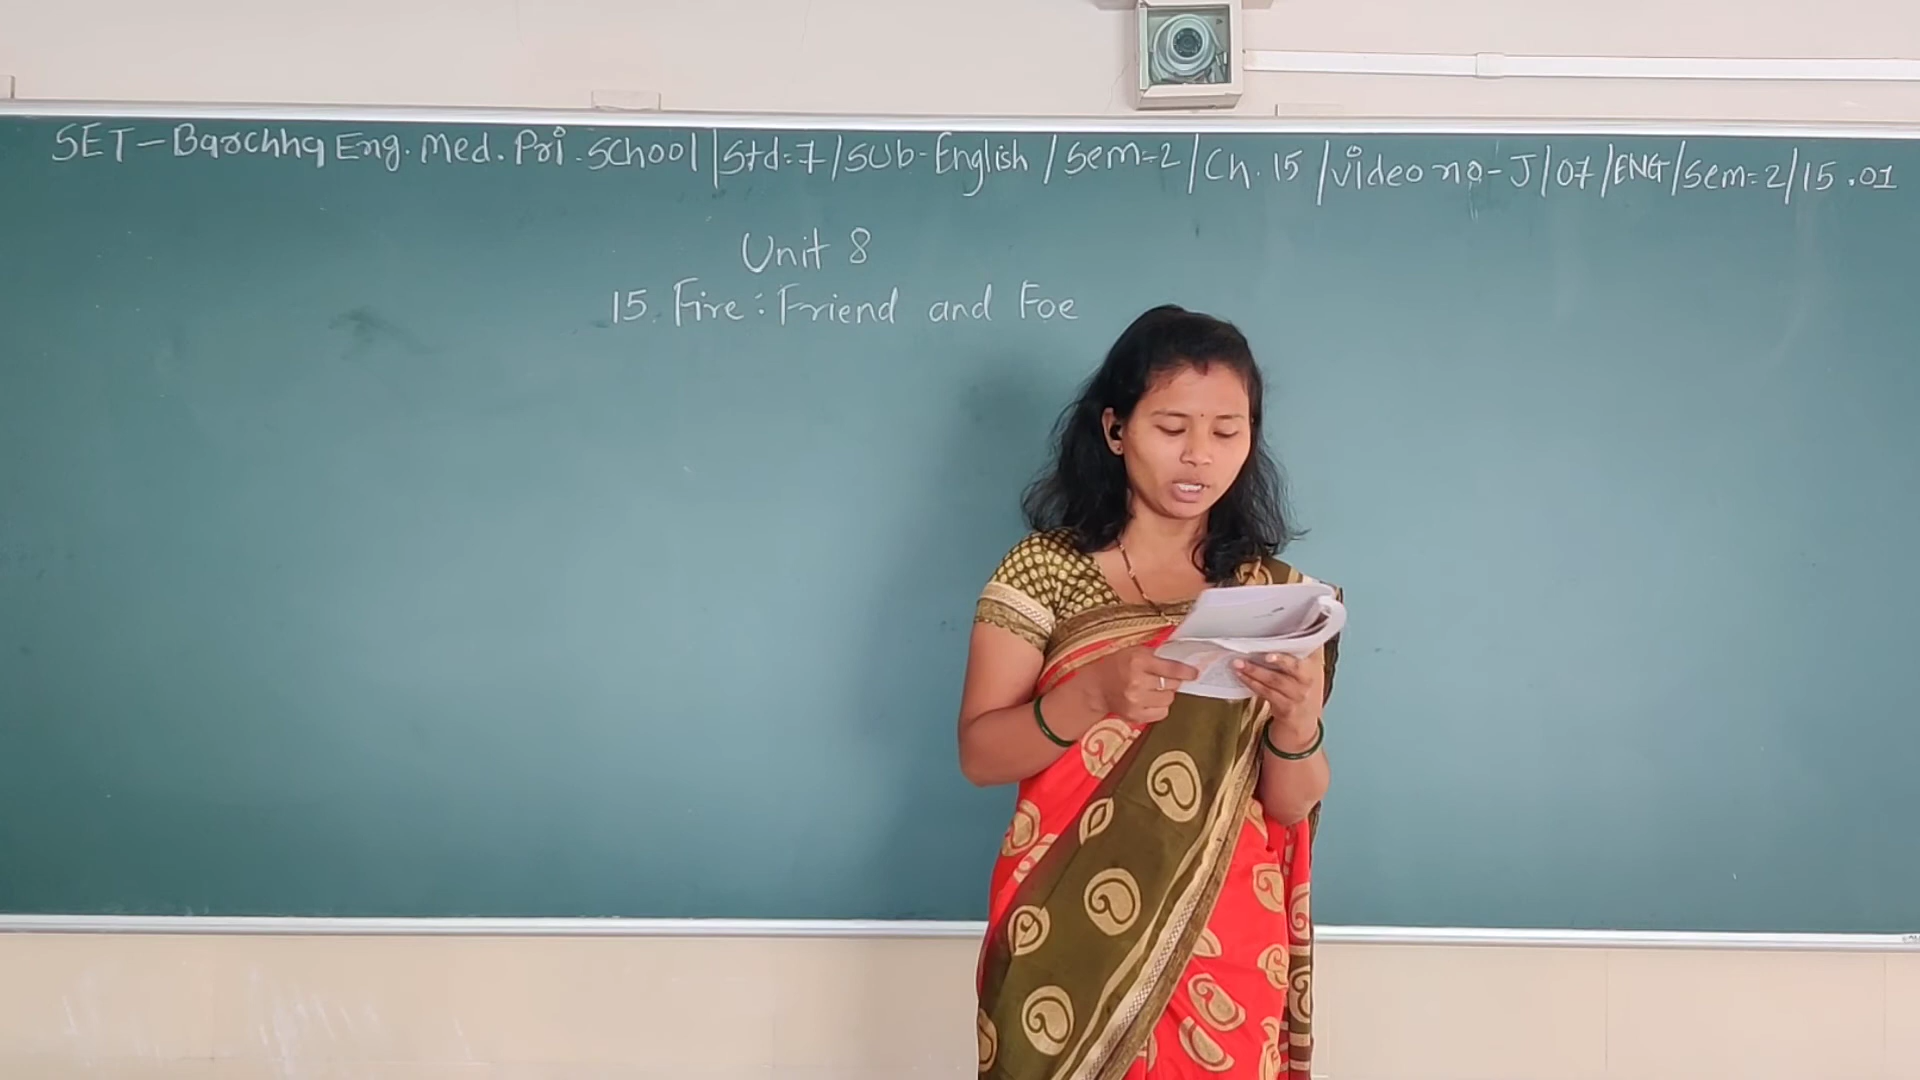 SET-Barchha Eng. Med. Pri. School | Std=7 / Sub-English / Sem=2 / Ch. 15 / Video no-J/07/ENG/Sem=2/15.01
Unit 8
15. Fire: Friend and Foe